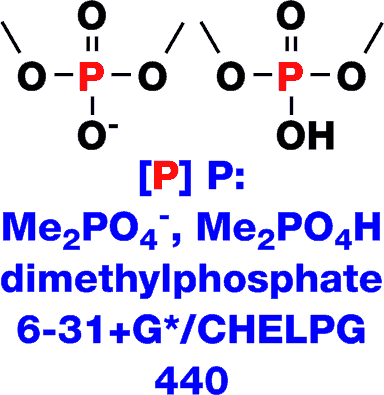 O O
O P O O P O
O⁻ OH
[P] P:
Me₂PO₄⁻, Me₂PO₄H
dimethylphosphate
6-31+G*/CHELPG
440